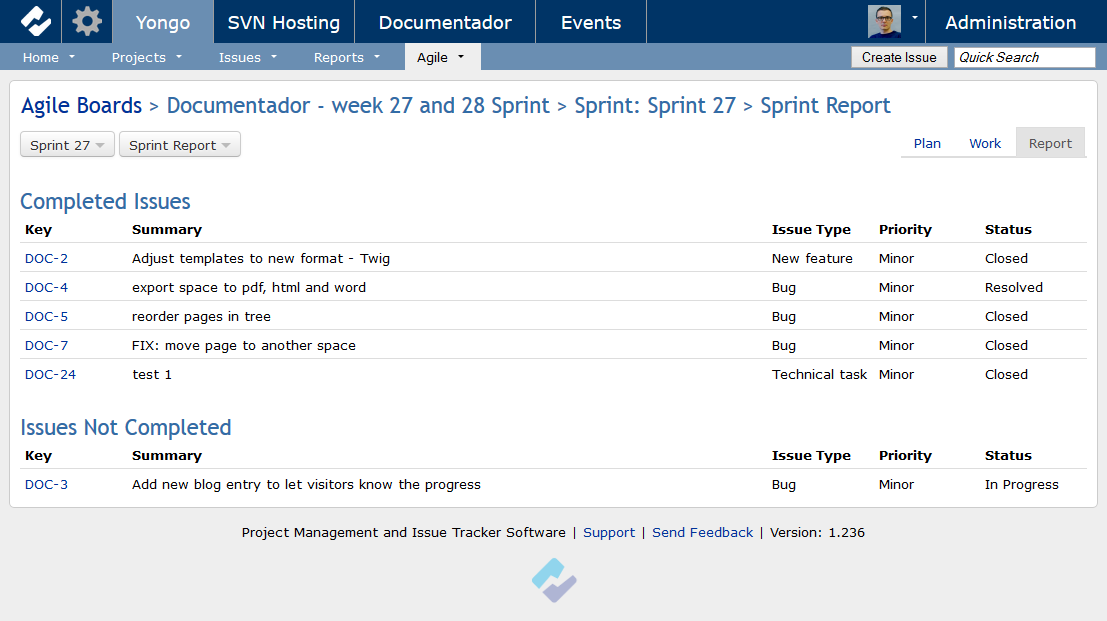 Yongo SVN Hosting Documentador Events Administration
Home Projects Issues Reports Agile Create Issue Quick Search
Agile Boards > Documentador - week 27 and 28 Sprint > Sprint: Sprint 27 > Sprint Report
Sprint 27 Sprint Report Plan Work Report
Completed Issues
Key Summary Issue Type Priority Status
DOC-2 Adjust templates to new format - Twig New feature Minor Closed
DOC-4 export space to pdf, html and word Bug Minor Resolved
DOC-5 reorder pages in tree Bug Minor Closed
DOC-7 FIX: move page to another space Bug Minor Closed
DOC-24 test 1 Technical task Minor Closed
Issues Not Completed
Key Summary Issue Type Priority Status
DOC-3 Add new blog entry to let visitors know the progress Bug Minor In Progress
Project Management and Issue Tracker Software | Support | Send Feedback | Version: 1.236